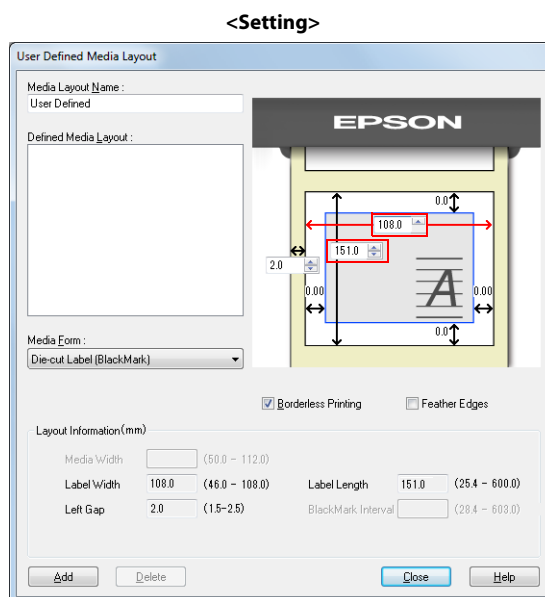 <Setting>
User Defined Media Layout
Media Layout Name :
User Defined
Defined Media Layout :
EPSON
0.0
108.0
151.0
2.0
0.00
A
0.00
0.0
Media Form :
Die-cut Label (BlackMark)
Borderless Printing
Feather Edges
Layout Information(mm)
Media Width (50.0 - 112.0)
Label Width 108.0 (46.0 - 108.0) Label Length 151.0 (25.4 - 600.0)
Left Gap 2.0 (1.5-2.5) BlackMark Interval (28.4 - 603.0)
Add Delete Close Help